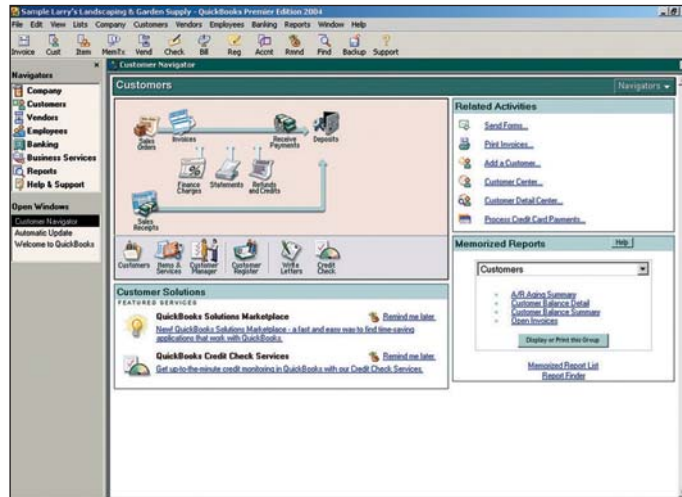 Sample Larry's Landscaping & Garden Supply - QuickBooks Premier Edition 2004
File Edit View Lists Company Customers Vendors Employees Banking Reports Window Help
Invoice Cust Item MemTx Vend Check Bill Reg Accnt Rmnd Find Backup Support
Navigators
Company
Customers
Vendors
Employees
Banking
Business Services
Reports
Help & Support
Open Windows
Customer Navigator
Automatic Update
Welcome to QuickBooks
Customer Navigator
Customers
Navigators
Sales Orders
Invoices
Receive Payments
Deposits
Finance Charges
Statements
Refunds and Credits
Sales Receipts
Customers
Items & Services
Customer Manager
Customer Register
Write Letters
Credit Check
Customer Solutions
FEATURED SERVICES
QuickBooks Solutions Marketplace
Remind me later.
New! QuickBooks Solutions Marketplace - a fast and easy way to find time-saving
applications that work with QuickBooks.
QuickBooks Credit Check Services
Remind me later.
Get up-to-the-minute credit monitoring in QuickBooks with our Credit Check Services.
Related Activities
Send Forms...
Print Invoices...
Add a Customer...
Customer Center...
Customer Detail Center...
Process Credit Card Payments...
Memorized Reports
Help
Customers
A/R Aging Summary
Customer Balance Detail
Customer Balance Summary
Open Invoices
Display or Print this Group
Memorized Report List
Report Finder